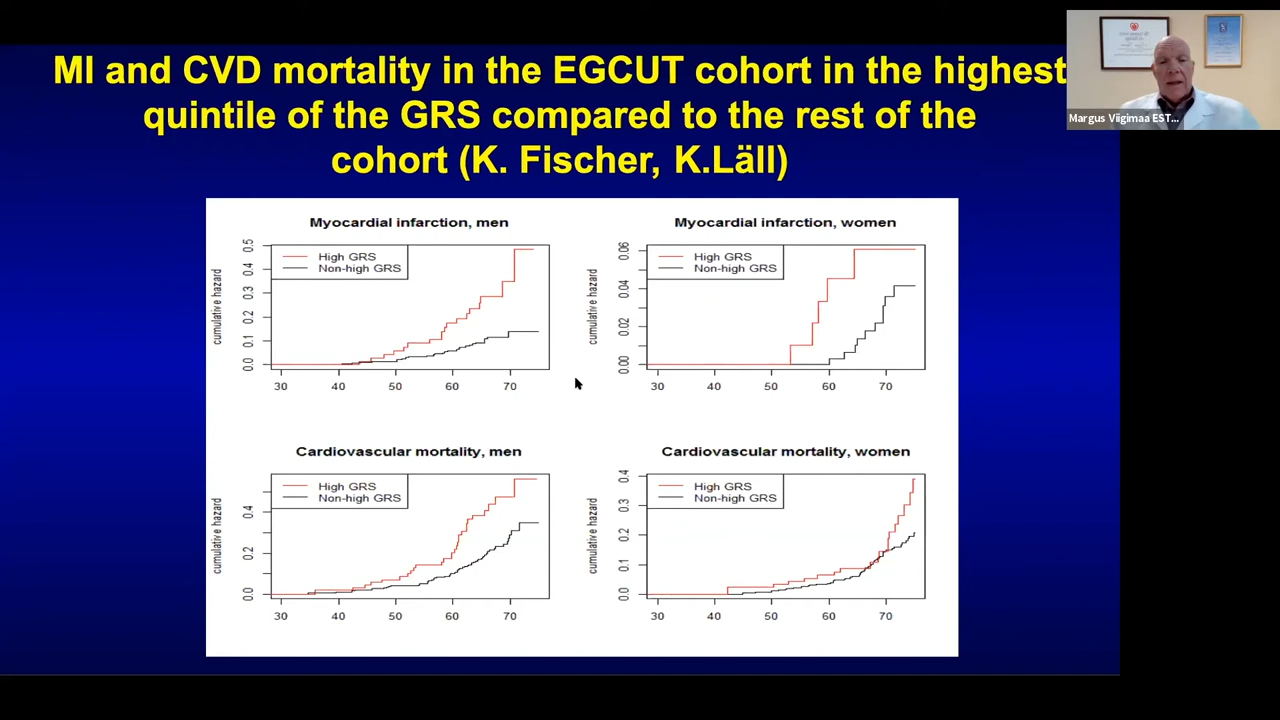 MI and CVD mortality in the EGCUT cohort in the highest
quintile of the GRS compared to the rest of the
cohort (K. Fischer, K.Läll)
Margus Viigimaa EST...
Myocardial infarction, men
High GRS
Non-high GRS
cumulative hazard
0.5
0.4
0.3
0.2
0.1
0.0
30 40 50 60 70
Myocardial infarction, women
High GRS
Non-high GRS
cumulative hazard
0.06
0.04
0.02
0.00
30 40 50 60 70
Cardiovascular mortality, men
High GRS
Non-high GRS
cumulative hazard
0.4
0.2
0.0
30 40 50 60 70
Cardiovascular mortality, women
High GRS
Non-high GRS
cumulative hazard
0.4
0.3
0.2
0.1
0.0
30 40 50 60 70